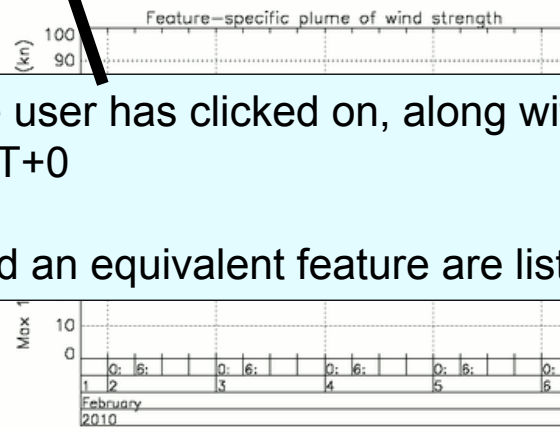 Feature-specific plume of wind strength
100
(kn)
90
user has clicked on, along
T+0
an equivalent feature are
Max
10
0
0: 6: 0: 6: 0: 6: 0: 6: 0:
1 2 3 4 5 6
February
2010